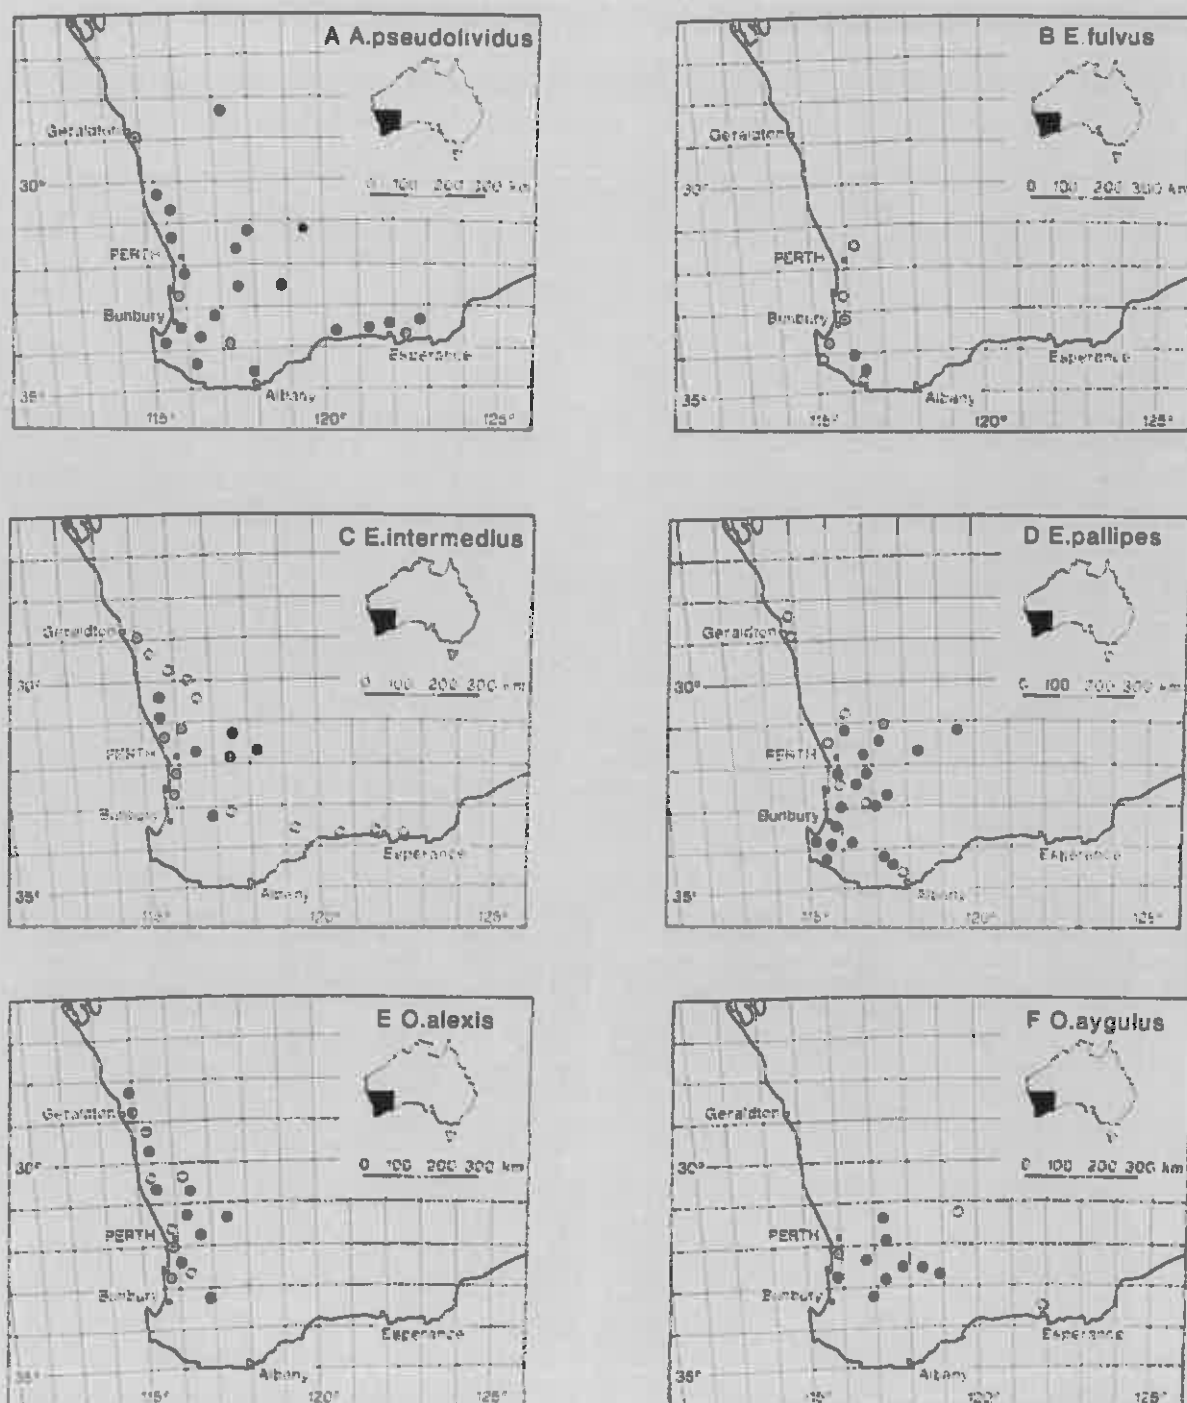 A A.pseudolividus
Geraldton
0 100 200 300 km
30°
PERTH
Bunbury
Esperance
Albany
35°
115° 120° 125°
B E.fulvus
Geraldton
30°
0 100 200 300 km
PERTH
Bunbury
Esperance
Albany
35°
115° 120° 125°
C E.intermedius
Geraldton
30°
0 100 200 300 km
PERTH
Bunbury
Esperance
Albany
35°
115° 120° 125°
D E.pallipes
Geraldton
30°
0 100 200 300 km
PERTH
Bunbury
Esperance
Albany
35°
115° 120° 125°
E O.alexis
Geraldton
30°
0 100 200 300 km
PERTH
Bunbury
Esperance
Albany
35°
115° 120° 125°
F O.aygulus
Geraldton
30°
0 100 200 300 km
PERTH
Bunbury
Esperance
Albany
35°
115° 120° 125°